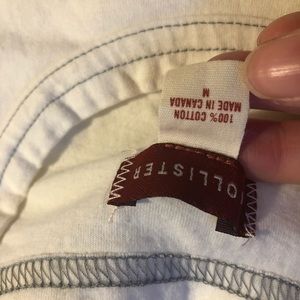 100% COTTON
MADE IN CANADA
M
OLLISTER